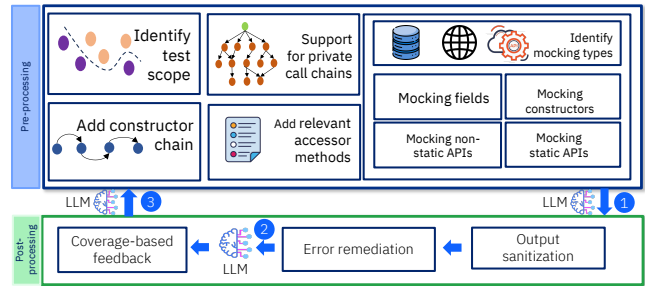 Pre-processing
Identify
test
scope
Support
for private
call chains
Identify
mocking types
Mocking fields
Mocking
constructors
Mocking non-
static APIs
Mocking
static APIs
Add constructor
chain
Add relevant
accessor
methods
LLM
3
LLM
1
Post-
processing
Coverage-based
feedback
2
LLM
Error remediation
Output
sanitization